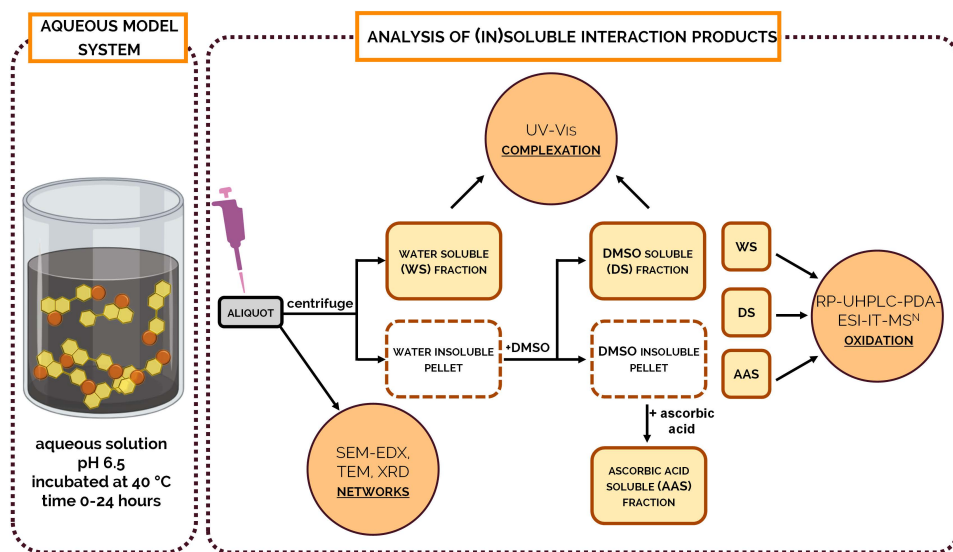 AQUEOUS MODEL
SYSTEM
aqueous solution
pH 6.5
incubated at 40 °C
time 0-24 hours
ANALYSIS OF (IN)SOLUBLE INTERACTION PRODUCTS
UV-VIS
COMPLEXATION
WATER SOLUBLE
(WS) FRACTION
DMSO SOLUBLE
(DS) FRACTION
WS
ALIQUOT
centrifuge
WATER INSOLUBLE
PELLET
+DMSO
DMSO INSOLUBLE
PELLET
DS
AAS
RP-UHPLC-PDA-
ESI-IT-MSᴺ
OXIDATION
+ ascorbic
acid
SEM-EDX,
TEM, XRD
NETWORKS
ASCORBIC ACID
SOLUBLE (AAS)
FRACTION